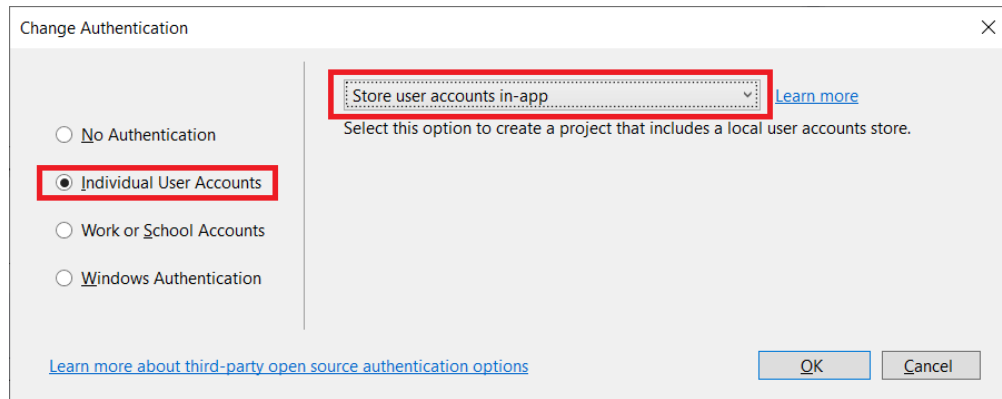 Change Authentication
Store user accounts in-app
Learn more
Select this option to create a project that includes a local user accounts store.
No Authentication
Individual User Accounts
Work or School Accounts
Windows Authentication
Learn more about third-party open source authentication options
OK
Cancel